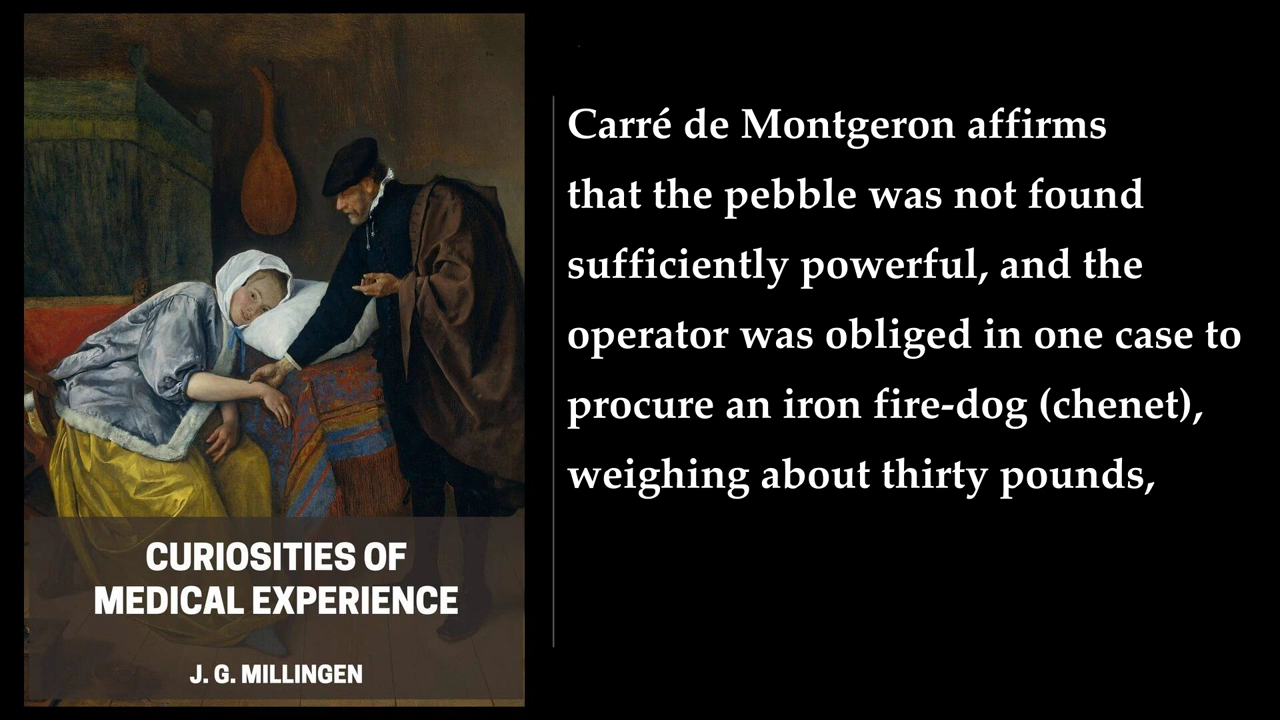 CURIOSITIES OF
MEDICAL EXPERIENCE
J. G. MILLINGEN
Carré de Montgeron affirms
that the pebble was not found
sufficiently powerful, and the
operator was obliged in one case to
procure an iron fire-dog (chenet),
weighing about thirty pounds,